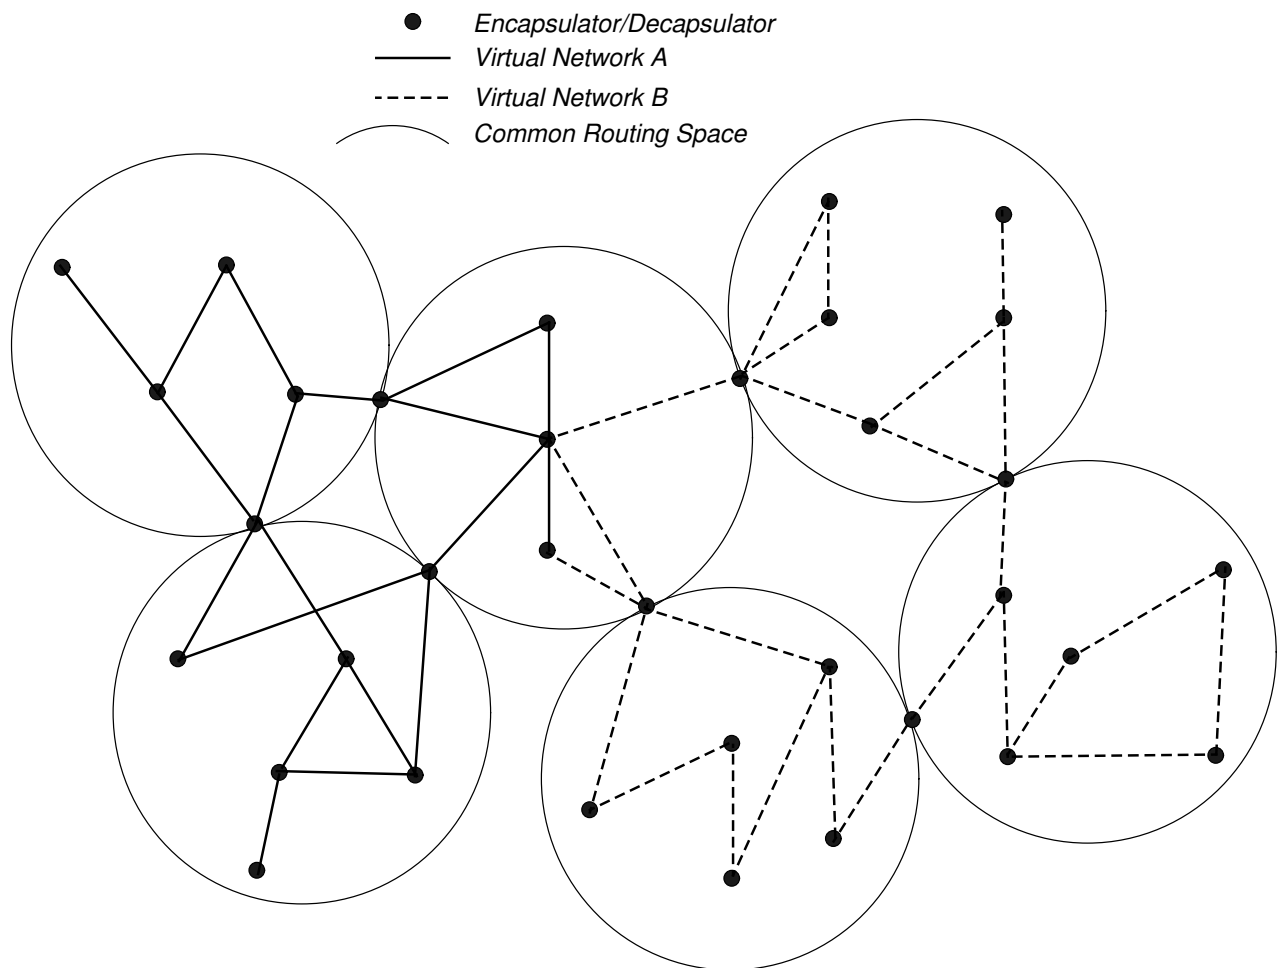 Encapsulator/Decapsulator
Virtual Network A
Virtual Network B
Common Routing Space